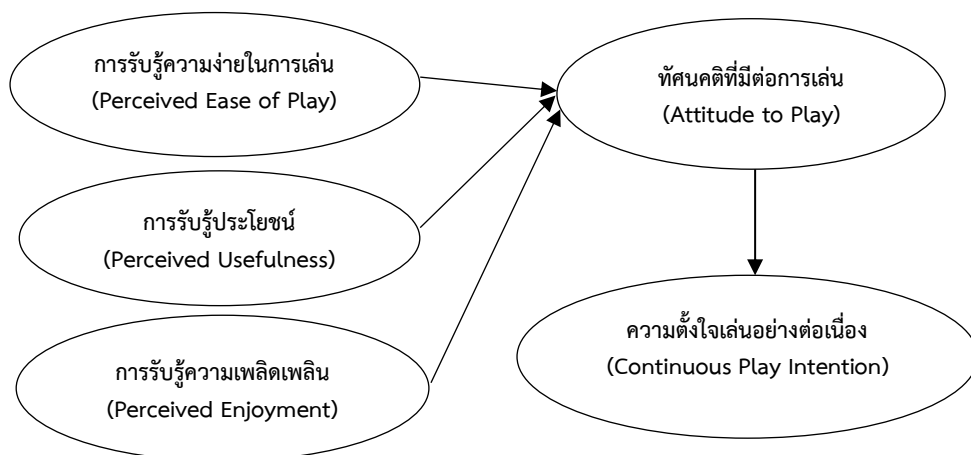 การรับรู้ความง่ายในการเล่น
(Perceived Ease of Play)
การรับรู้ประโยชน์
(Perceived Usefulness)
การรับรู้ความเพลิดเพลิน
(Perceived Enjoyment)
ทัศนคติที่มีต่อการเล่น
(Attitude to Play)
ความตั้งใจเล่นอย่างต่อเนื่อง
(Continuous Play Intention)